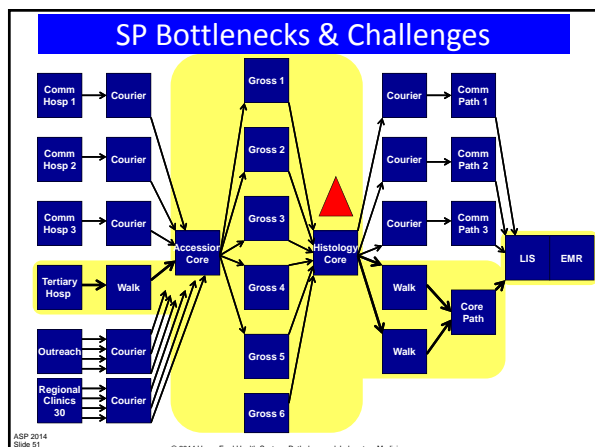 SP Bottlenecks & Challenges
Comm
Hosp 1
Courier
Gross 1
Courier
Comm
Path 1
Comm
Hosp 2
Courier
Gross 2
Courier
Comm
Path 2
Comm
Hosp 3
Courier
Gross 3
Courier
Comm
Path 3
Accession
Core
Histology
Core
LIS
EMR
Tertiary
Hosp
Walk
Gross 4
Walk
Core
Path
Outreach
Courier
Gross 5
Walk
Regional
Clinics
30
Courier
Gross 6
ASP 2014
Slide 51